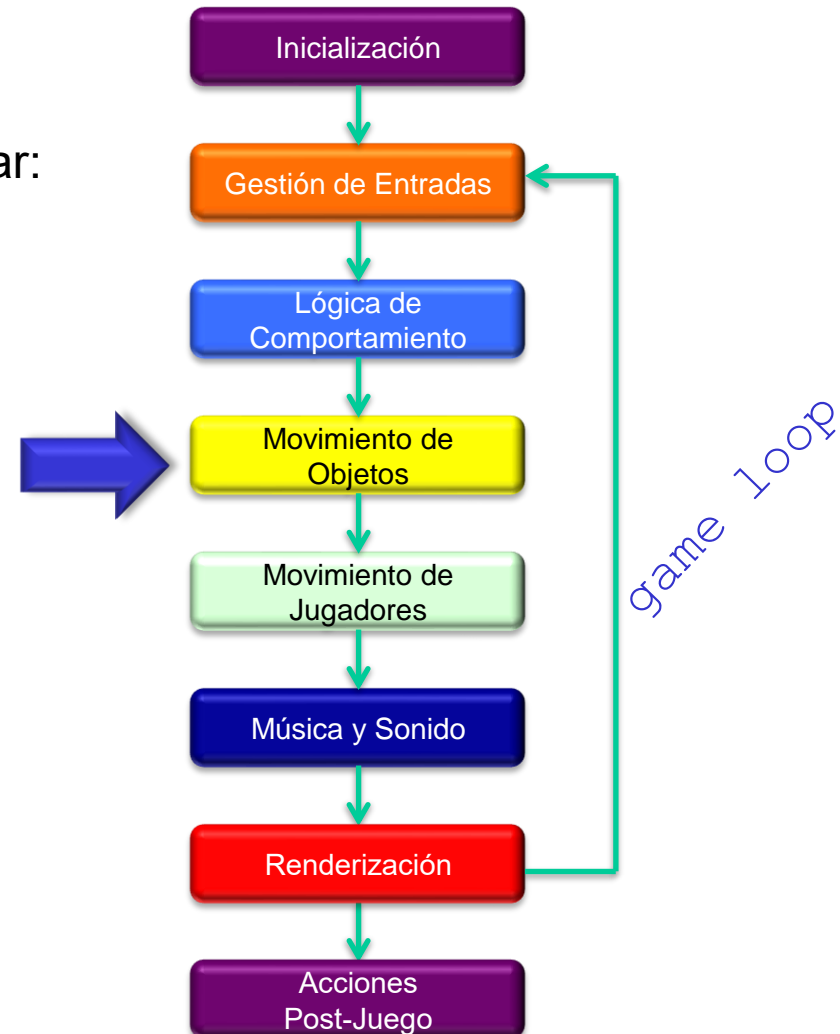 Inicialización
ar:
Gestión de Entradas
Lógica de
Comportamiento
Movimiento de
Objetos
game loop
Movimiento de
Jugadores
Música y Sonido
Renderización
Acciones
Post-Juego